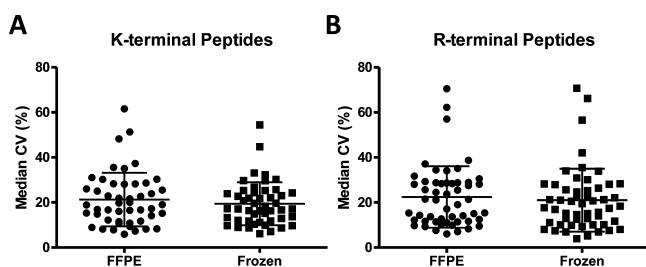 A
K-terminal Peptides
Median CV (%)
80
60
40
20
0
FFPE
Frozen
B
R-terminal Peptides
Median CV (%)
80
60
40
20
0
FFPE
Frozen